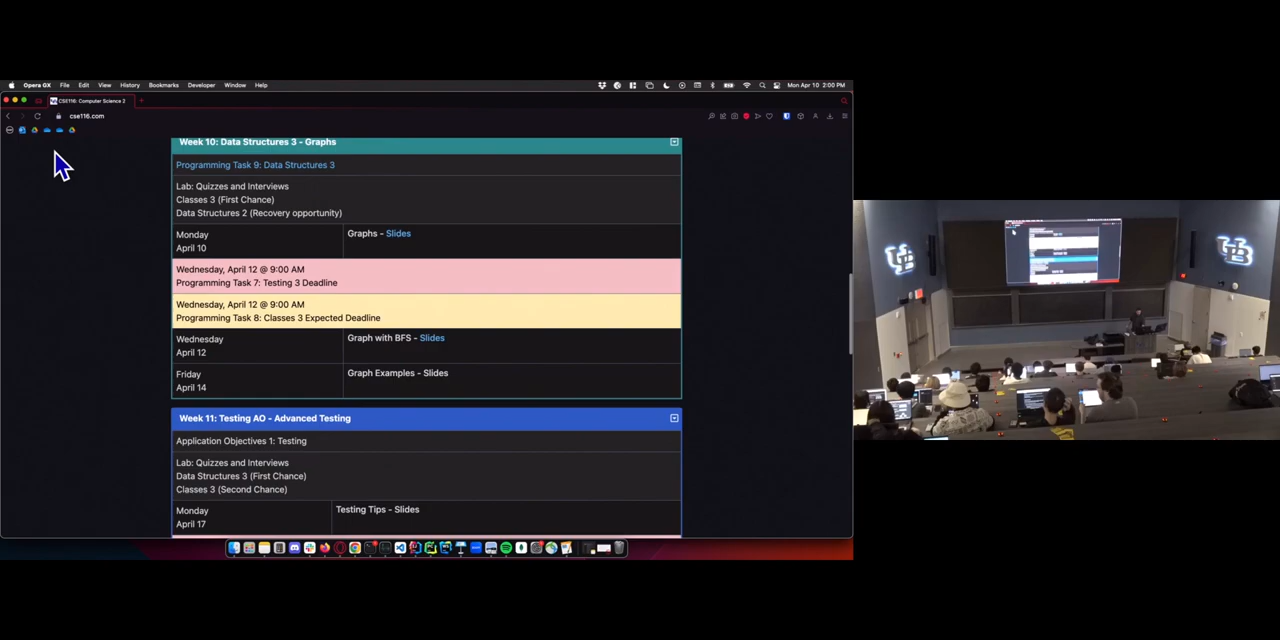 Opera GX File Edit View History Bookmarks Developer Window Help
Mon Apr 10 2:00 PM
CSE116: Computer Science 2
cse116.com
Week 10: Data Structures 3 - Graphs
Programming Task 9: Data Structures 3
Lab: Quizzes and Interviews
Classes 3 (First Chance)
Data Structures 2 (Recovery opportunity)
Monday
April 10
Graphs - Slides
Wednesday, April 12 @ 9:00 AM
Programming Task 7: Testing 3 Deadline
Wednesday, April 12 @ 9:00 AM
Programming Task 8: Classes 3 Expected Deadline
Wednesday
April 12
Graph with BFS - Slides
Friday
April 14
Graph Examples - Slides
Week 11: Testing AO - Advanced Testing
Application Objectives 1: Testing
Lab: Quizzes and Interviews
Data Structures 3 (First Chance)
Classes 3 (Second Chance)
Monday
April 17
Testing Tips - Slides
UB
UB